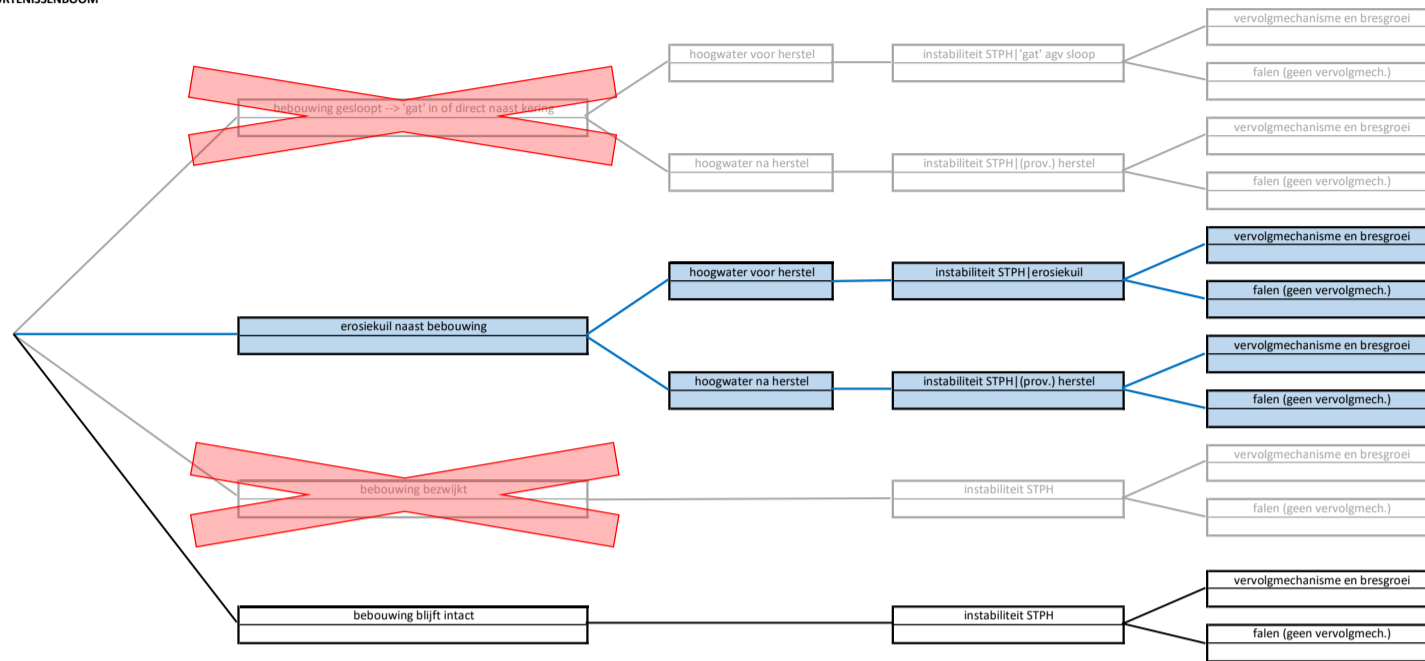 vervolgmechanisme en bresgroei
hoogwater voor herstel
instabiliteit STPH|'gat' agv sloop
falen (geen vervolgmech.)
bebouwing gesloopt --> 'gat' in of direct naast kering
vervolgmechanisme en bresgroei
hoogwater na herstel
instabiliteit STPH|(prov.) herstel
falen (geen vervolgmech.)
vervolgmechanisme en bresgroei
hoogwater voor herstel
instabiliteit STPH|erosiekuil
falen (geen vervolgmech.)
erosiekuil naast bebouwing
vervolgmechanisme en bresgroei
hoogwater na herstel
instabiliteit STPH|(prov.) herstel
falen (geen vervolgmech.)
vervolgmechanisme en bresgroei
bebouwing bezwijkt
instabiliteit STPH
falen (geen vervolgmech.)
vervolgmechanisme en bresgroei
bebouwing blijft intact
instabiliteit STPH
falen (geen vervolgmech.)